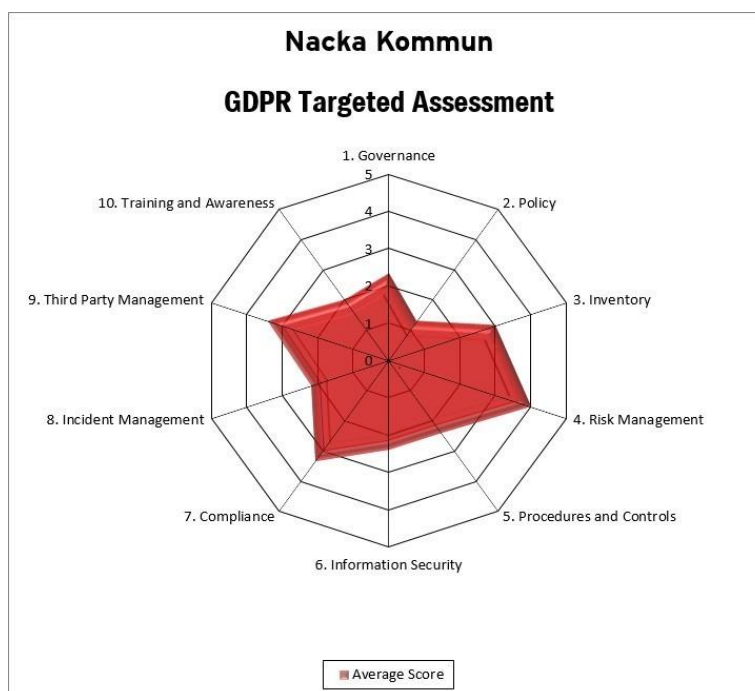 Nacka Kommun
GDPR Targeted Assessment
1. Governance
5
10. Training and Awareness
2. Policy
4
3
9. Third Party Management
3. Inventory
2
1
0
8. Incident Management
4. Risk Management
7. Compliance
5. Procedures and Controls
6. Information Security
Average Score